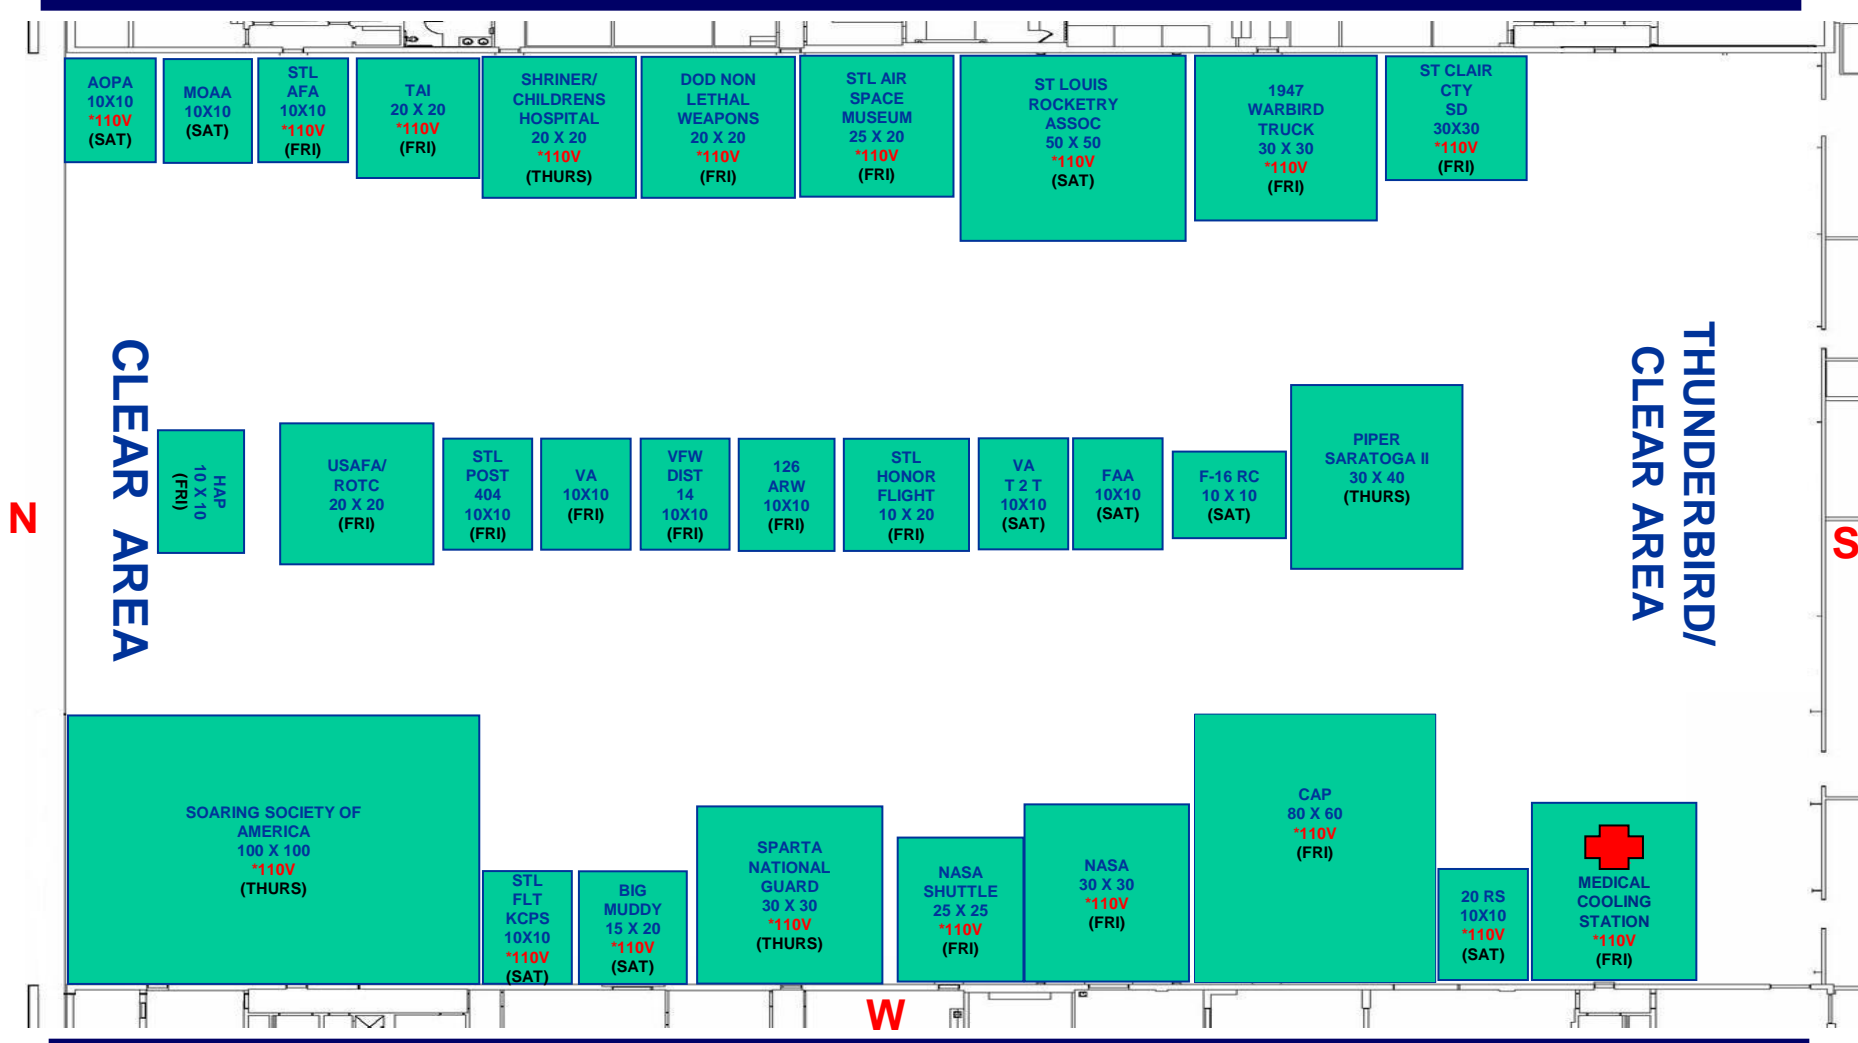 AOPA
10X10
*110V
(SAT)
MOAA
10X10
(SAT)
STL
AFA
10X10
*110V
(FRI)
TAI
20 X 20
*110V
(FRI)
SHRINER/
CHILDRENS
HOSPITAL
20 X 20
*110V
(THURS)
DOD NON
LETHAL
WEAPONS
20 X 20
*110V
(FRI)
STL AIR
SPACE
MUSEUM
25 X 20
*110V
(FRI)
ST LOUIS
ROCKETRY
ASSOC
50 X 50
*110V
(SAT)
1947
WARBIRD
TRUCK
30 X 30
*110V
(FRI)
ST CLAIR
CTY
SD
30X30
*110V
(FRI)
N
CLEAR AREA
HAP
10 X 10
(FRI)
USAFA/
ROTC
20 X 20
(FRI)
STL
POST
404
10X10
(FRI)
VA
10X10
(FRI)
VFW
DIST
14
10X10
(FRI)
126
ARW
10X10
(FRI)
STL
HONOR
FLIGHT
10 X 20
(FRI)
VA
T 2 T
10X10
(SAT)
FAA
10X10
(SAT)
F-16 RC
10 X 10
(SAT)
PIPER
SARATOGA II
30 X 40
(THURS)
THUNDERBIRD/
CLEAR AREA
S
SOARING SOCIETY OF
AMERICA
100 X 100
*110V
(THURS)
STL
FLT
KCPS
10X10
*110V
(SAT)
BIG
MUDDY
15 X 20
*110V
(SAT)
SPARTA
NATIONAL
GUARD
30 X 30
*110V
(THURS)
NASA
SHUTTLE
25 X 25
*110V
(FRI)
NASA
30 X 30
*110V
(FRI)
CAP
80 X 60
*110V
(FRI)
20 RS
10X10
*110V
(SAT)
MEDICAL
COOLING
STATION
*110V
(FRI)
W